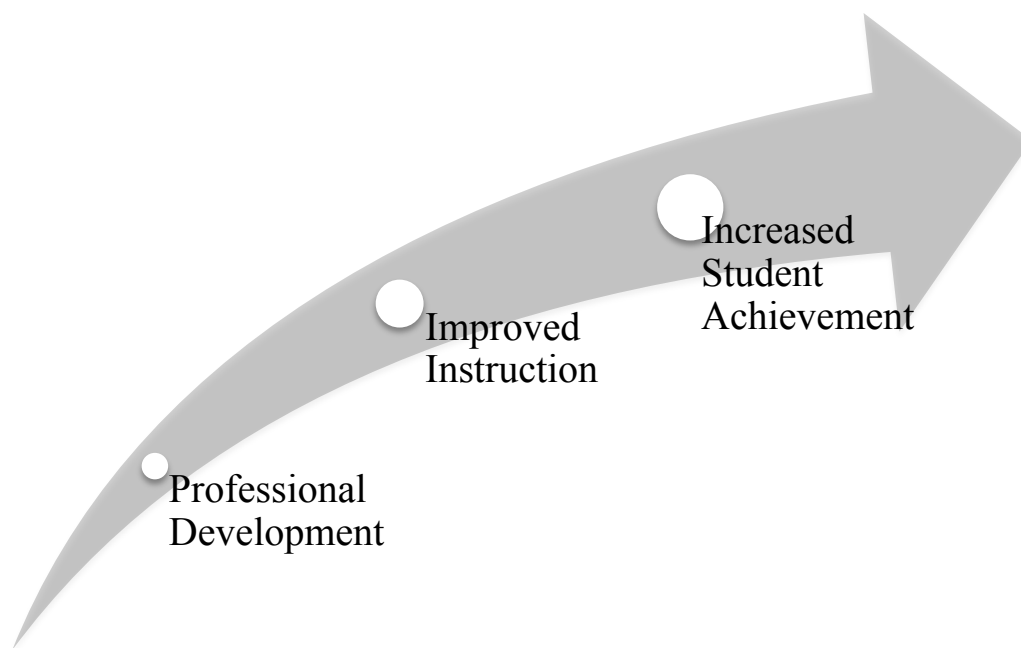 Increased
Student
Achievement
Improved
Instruction
Professional
Development